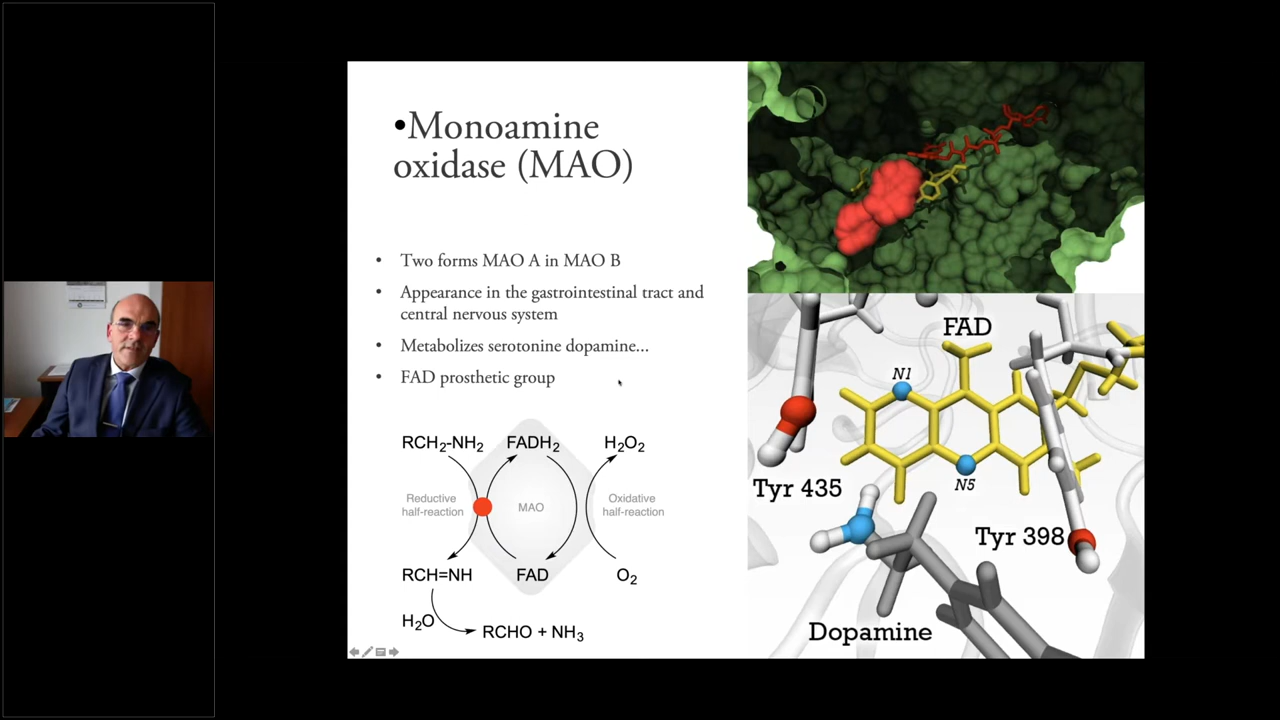 •Monoamine
oxidase (MAO)
• Two forms MAO A in MAO B
• Appearance in the gastrointestinal tract and
central nervous system
• Metabolizes serotonine dopamine...
• FAD prosthetic group
RCH₂-NH₂ FADH₂ H₂O₂
Reductive
half-reaction
MAO
Oxidative
half-reaction
RCH=NH FAD O₂
H₂O
RCHO + NH₃
FAD
N1
N5
Tyr 435
Tyr 398
Dopamine